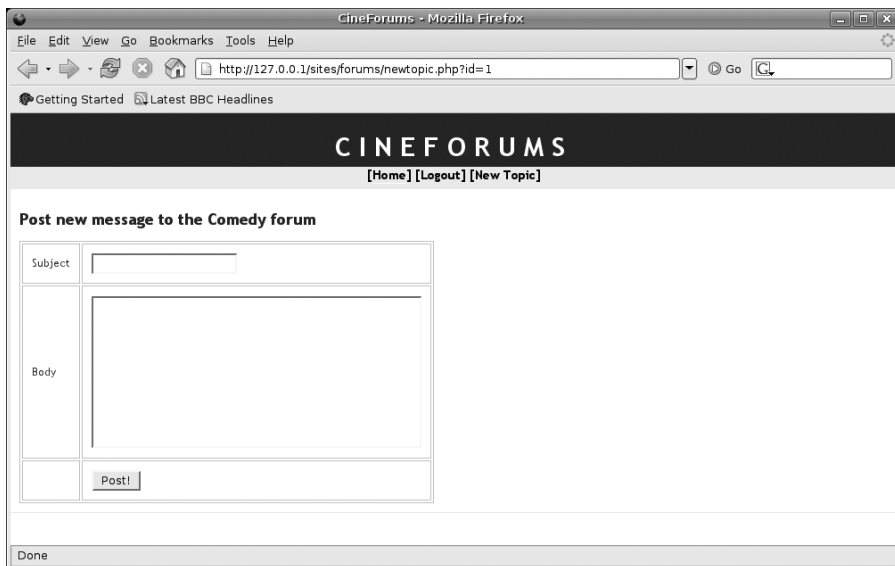 CineForums - Mozilla Firefox
File Edit View Go Bookmarks Tools Help
http://127.0.0.1/sites/forums/newtopic.php?id=1 Go G
Getting Started Latest BBC Headlines
CINEFORUMS
[Home] [Logout] [New Topic]
Post new message to the Comedy forum
Subject
Body
Post!
Done